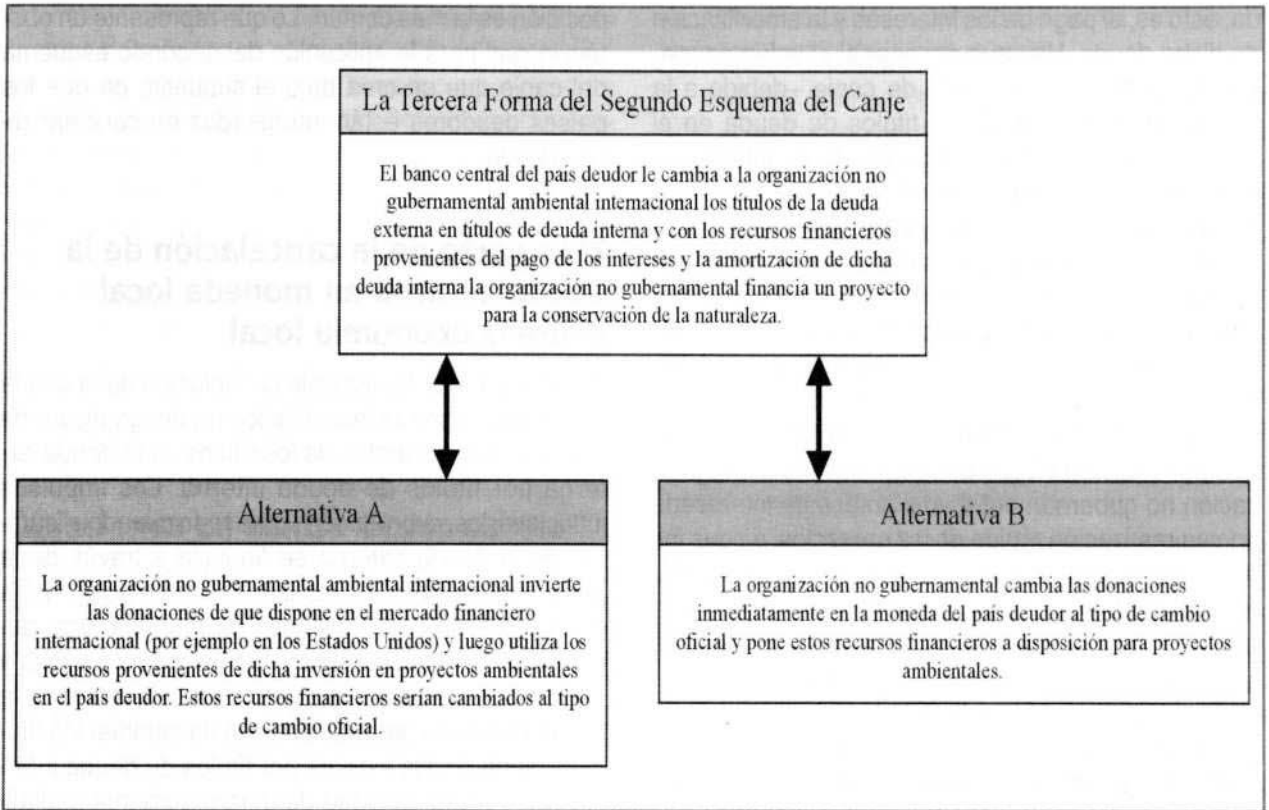 La Tercera Forma del Segundo Esquema del Canje
El banco central del país deudor le cambia a la organización no
gubernamental ambiental internacional los títulos de la deuda
externa en títulos de deuda interna y con los recursos financieros
provenientes del pago de los intereses y la amortización de dicha
deuda interna la organización no gubernamental financia un proyecto
para la conservación de la naturaleza.
Alternativa A
La organización no gubernamental ambiental internacional invierte
las donaciones de que dispone en el mercado financiero
internacional (por ejemplo en los Estados Unidos) y luego utiliza los
recursos provenientes de dicha inversión en proyectos ambientales
en el país deudor. Estos recursos financieros serían cambiados al tipo
de cambio oficial.
Alternativa B
La organización no gubernamental cambia las donaciones
inmediatamente en la moneda del país deudor al tipo de cambio
oficial y pone estos recursos financieros a disposición para proyectos
ambientales.